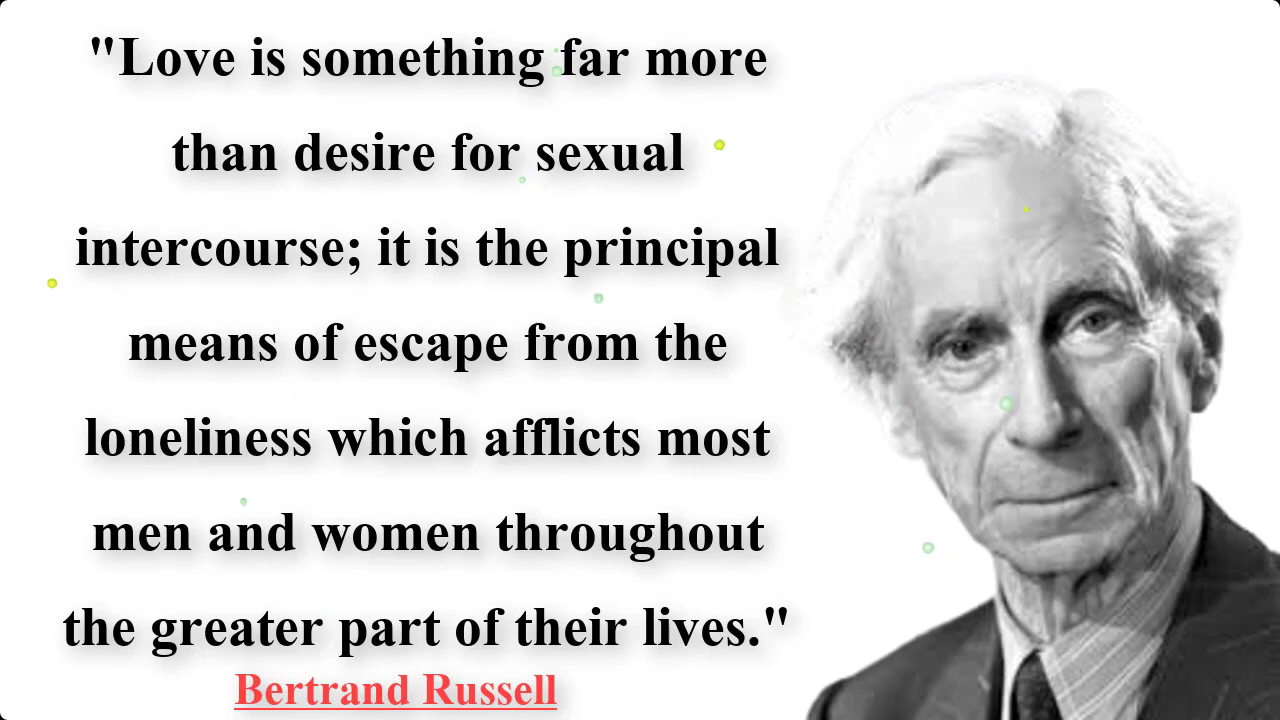 "Love is something far more
than desire for sexual
intercourse; it is the principal
means of escape from the
loneliness which afflicts most
men and women throughout
the greater part of their lives."
Bertrand Russell